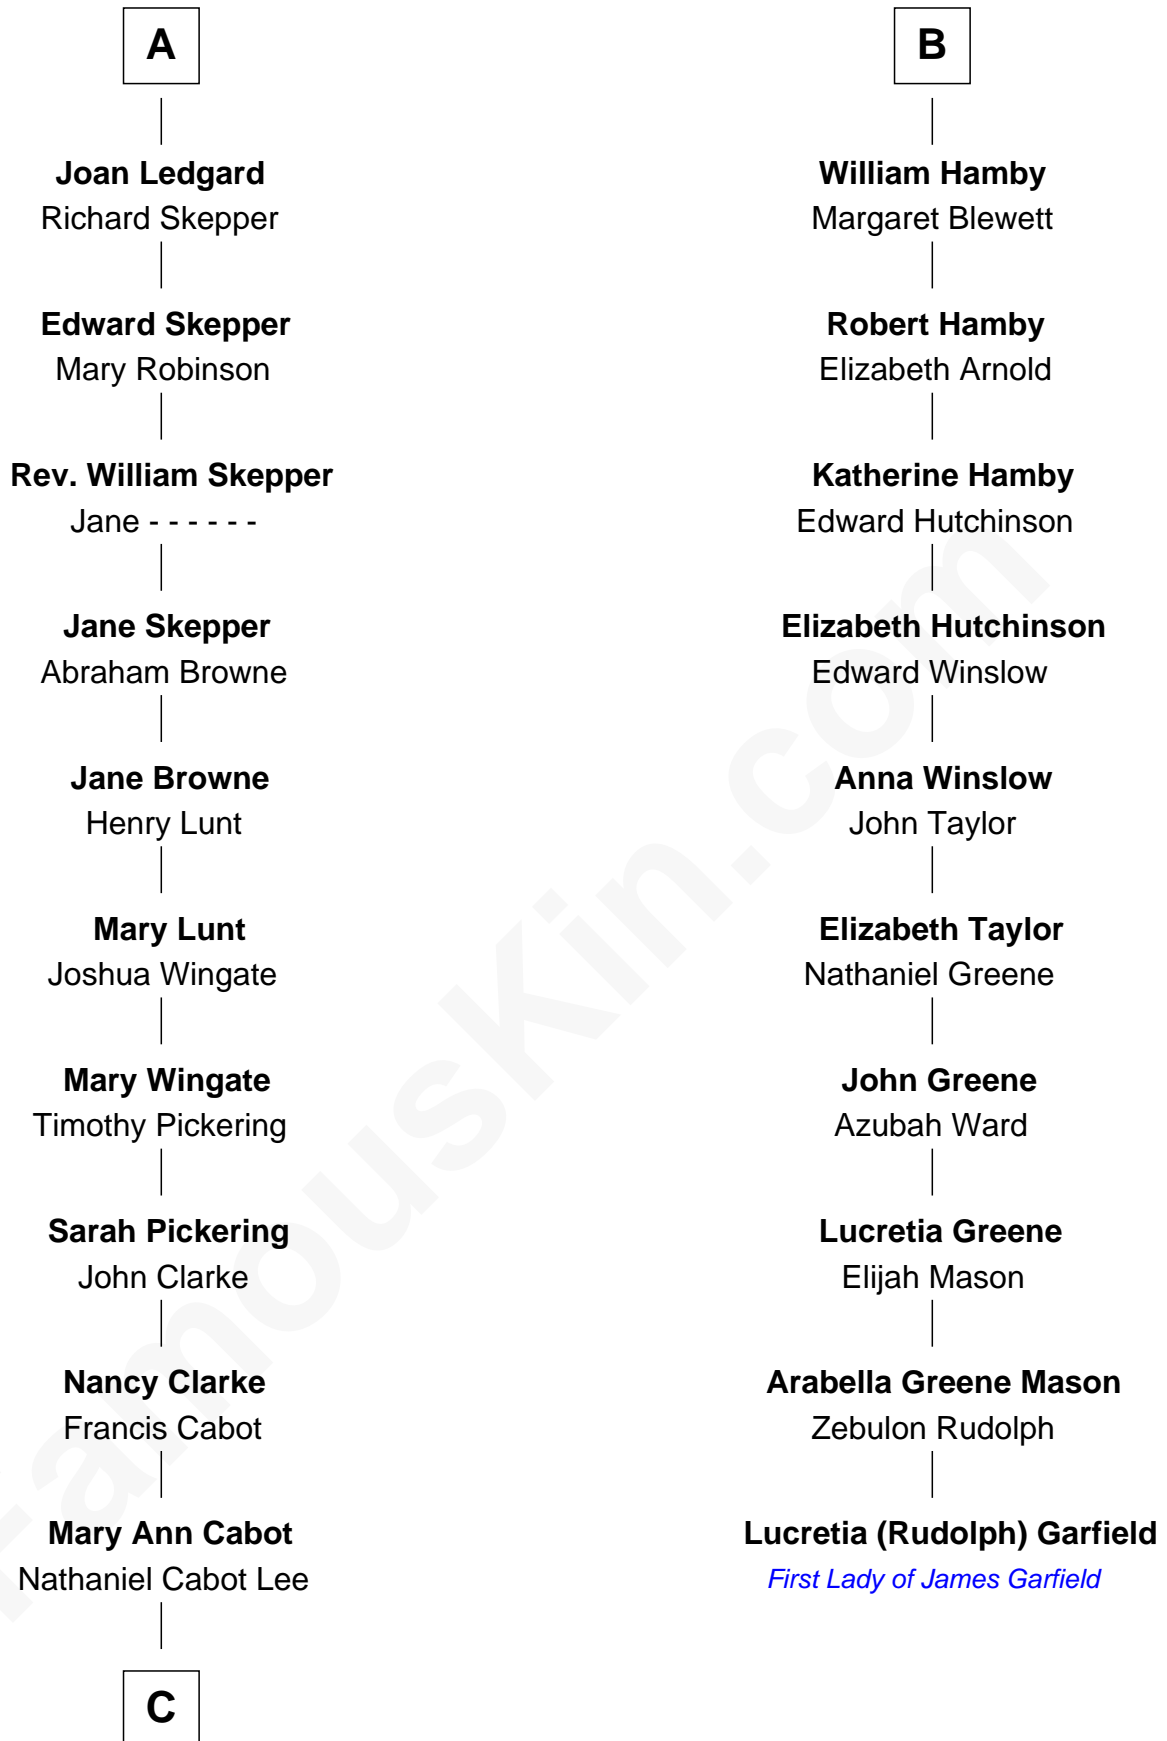 A
Joan Ledgard
Richard Skepper
Edward Skepper
Mary Robinson
Rev. William Skepper
Jane - - - - - -
Jane Skepper
Abraham Browne
Jane Browne
Henry Lunt
Mary Lunt
Joshua Wingate
Mary Wingate
Timothy Pickering
Sarah Pickering
John Clarke
Nancy Clarke
Francis Cabot
Mary Ann Cabot
Nathaniel Cabot Lee
C
B
William Hamby
Margaret Blewett
Robert Hamby
Elizabeth Arnold
Katherine Hamby
Edward Hutchinson
Elizabeth Hutchinson
Edward Winslow
Anna Winslow
John Taylor
Elizabeth Taylor
Nathaniel Greene
John Greene
Azubah Ward
Lucretia Greene
Elijah Mason
Arabella Greene Mason
Zebulon Rudolph
Lucretia (Rudolph) Garfield
First Lady of James Garfield
FamousKin.com